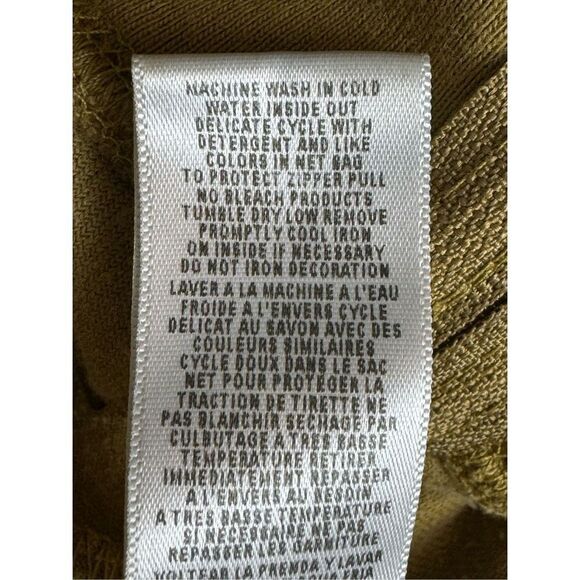 MACHINE WASH IN COLD
WATER INSIDE OUT
DELICATE CYCLE WITH
DETERGENT AND LIKE
COLORS IN NET BAG
TO PROTECT ZIPPER PULL
NO BLEACH PRODUCTS
TUMBLE DRY LOW REMOVE
PROMPTLY COOL IRON
ON INSIDE IF NECESSARY
DO NOT IRON DECORATION
LAVER A LA MACHINE A L'EAU
FROIDE A L'ENVERS CYCLE
DELICAT AU SAVON AVEC DES
COULEURS SIMILAIRES
CYCLE DOUX DANS LE SAC
NET POUR PROTEGER LA
TRACTION DE TIRETTE NE
PAS BLANCHIR SECHAGE PAR
CULBUTAGE A TRES BASSE
TEMPERATURE RETIRER
IMMEDIATEMENT REPASSER
A L'ENVERS AU BESOIN
A TRES BASSE TEMPERATURE
SI NECESSAIRE NE PAS
REPASSER LES GARNITURE
VOLTEAR LA PRENDA Y LAVAR